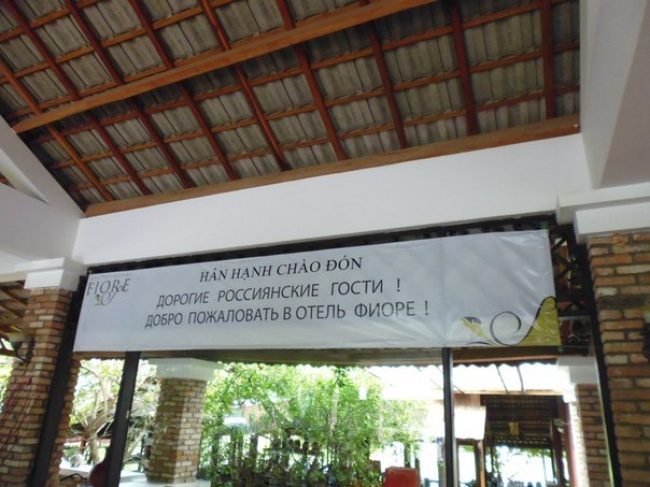 FIORE
HÂN HẠNH CHÀO ĐÓN
ДОРОГИЕ РОССИЯНСКИЕ ГОСТИ !
ДОБРО ПОЖАЛОВАТЬ В ОТЕЛЬ ФИОРЕ !